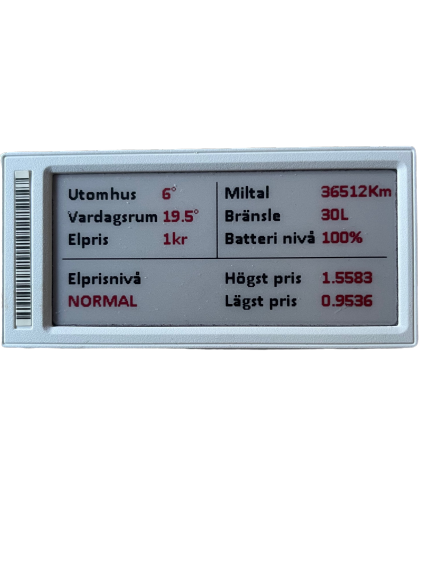 Utomhus 6°
Vardagsrum 19.5°
Elpris 1kr
Miltal 36512Km
Bränsle 30L
Batteri nivå 100%
Elprisnivå
NORMAL
Högst pris 1.5583
Lägst pris 0.9536